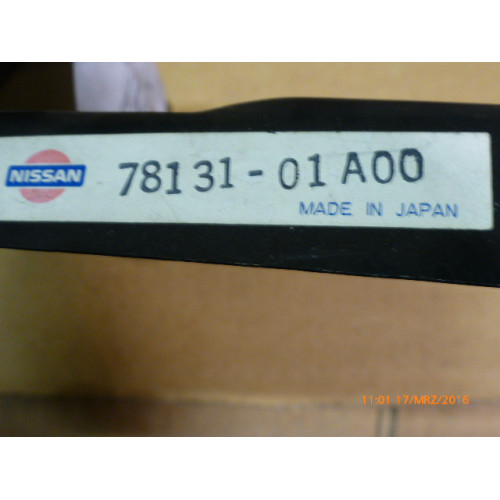 NISSAN
78131-01A00
MADE IN JAPAN
11:01 17/MRZ/2016